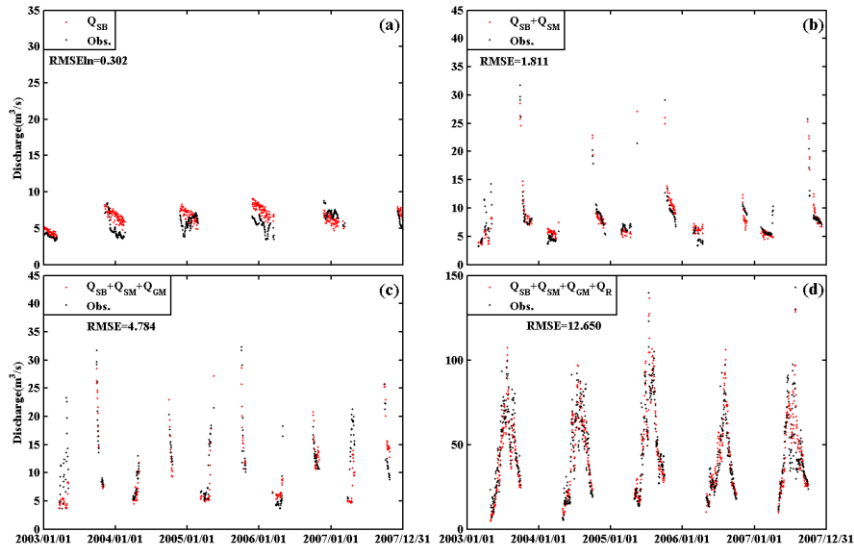 35
30
25
20
15
10
5
0
Discharge(m³/s)
Q_SB
Obs.
RMSEln=0.302
(a)
45
40
35
30
25
20
15
10
5
0
Q_SB+Q_SM
Obs.
RMSE=1.811
(b)
45
40
35
30
25
20
15
10
5
0
Discharge(m³/s)
Q_SB+Q_SM+Q_GM
Obs.
RMSE=4.784
(c)
2003/01/01 2004/01/01 2005/01/01 2006/01/01 2007/01/01 2007/12/31
150
100
50
0
Q_SB+Q_SM+Q_GM+Q_R
Obs.
RMSE=12.650
(d)
2003/01/01 2004/01/01 2005/01/01 2006/01/01 2007/01/01 2007/12/31